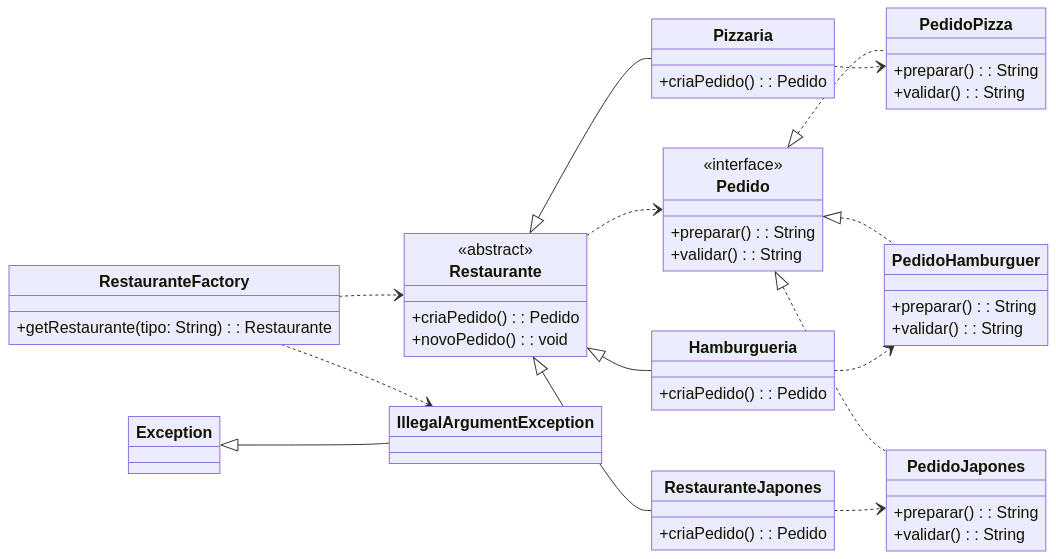 Pizzaria
+criaPedido() : : Pedido
PedidoPizza
+preparar() : : String
+validar() : : String
«interface»
Pedido
+preparar() : : String
+validar() : : String
«abstract»
Restaurante
+criaPedido() : : Pedido
+novoPedido() : : void
RestauranteFactory
+getRestaurante(tipo: String) : : Restaurante
PedidoHamburguer
+preparar() : : String
+validar() : : String
Hamburgueria
+criaPedido() : : Pedido
Exception
IllegalArgumentException
RestauranteJapones
+criaPedido() : : Pedido
PedidoJapones
+preparar() : : String
+validar() : : String